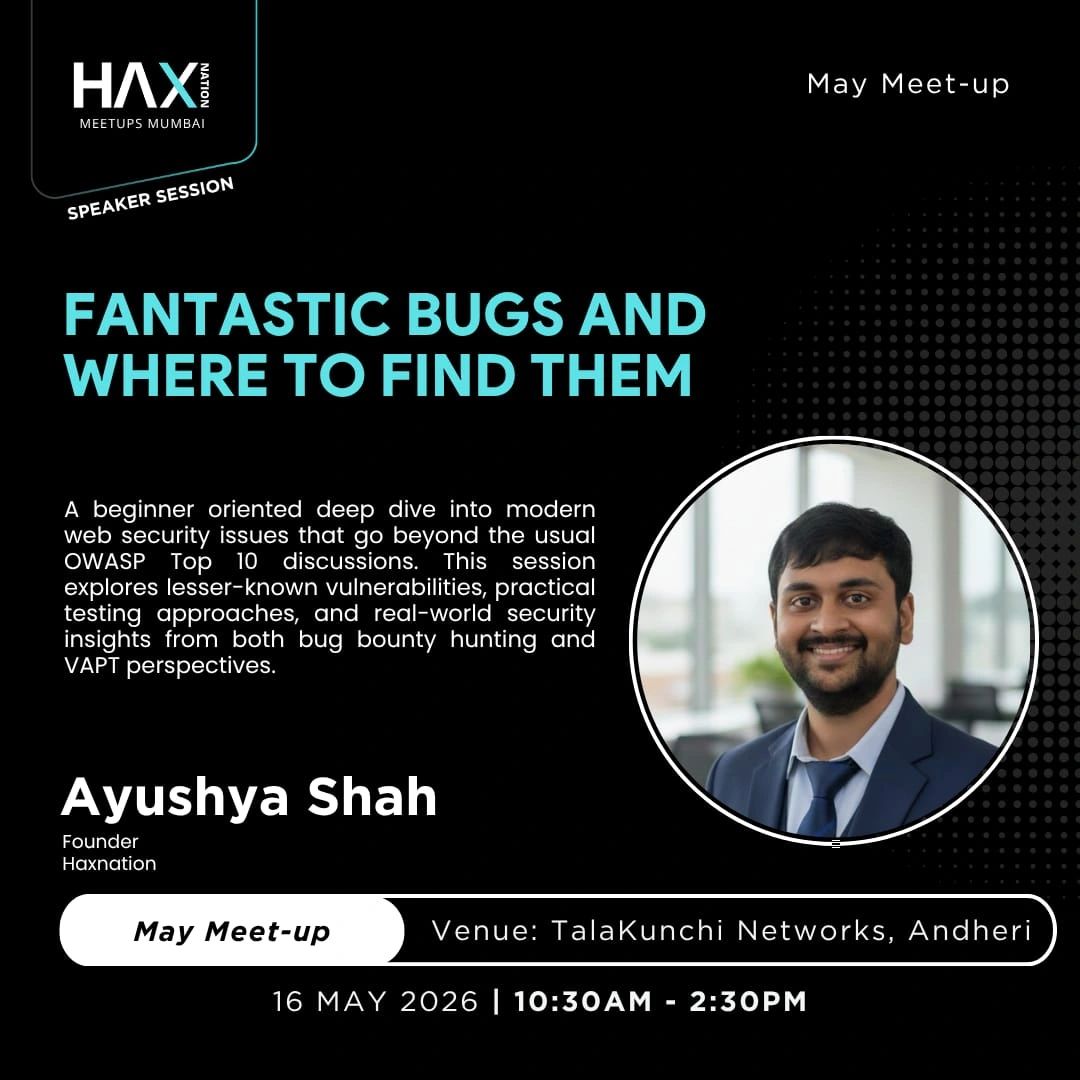 HAX NATION
MEETUPS MUMBAI
SPEAKER SESSION
May Meet-up
FANTASTIC BUGS AND
WHERE TO FIND THEM
A beginner oriented deep dive into modern
web security issues that go beyond the usual
OWASP Top 10 discussions. This session
explores lesser-known vulnerabilities, practical
testing approaches, and real-world security
insights from both bug bounty hunting and
VAPT perspectives.
Ayushya Shah
Founder
Haxnation
May Meet-up
Venue: TalaKunchi Networks, Andheri
16 MAY 2026 | 10:30AM - 2:30PM